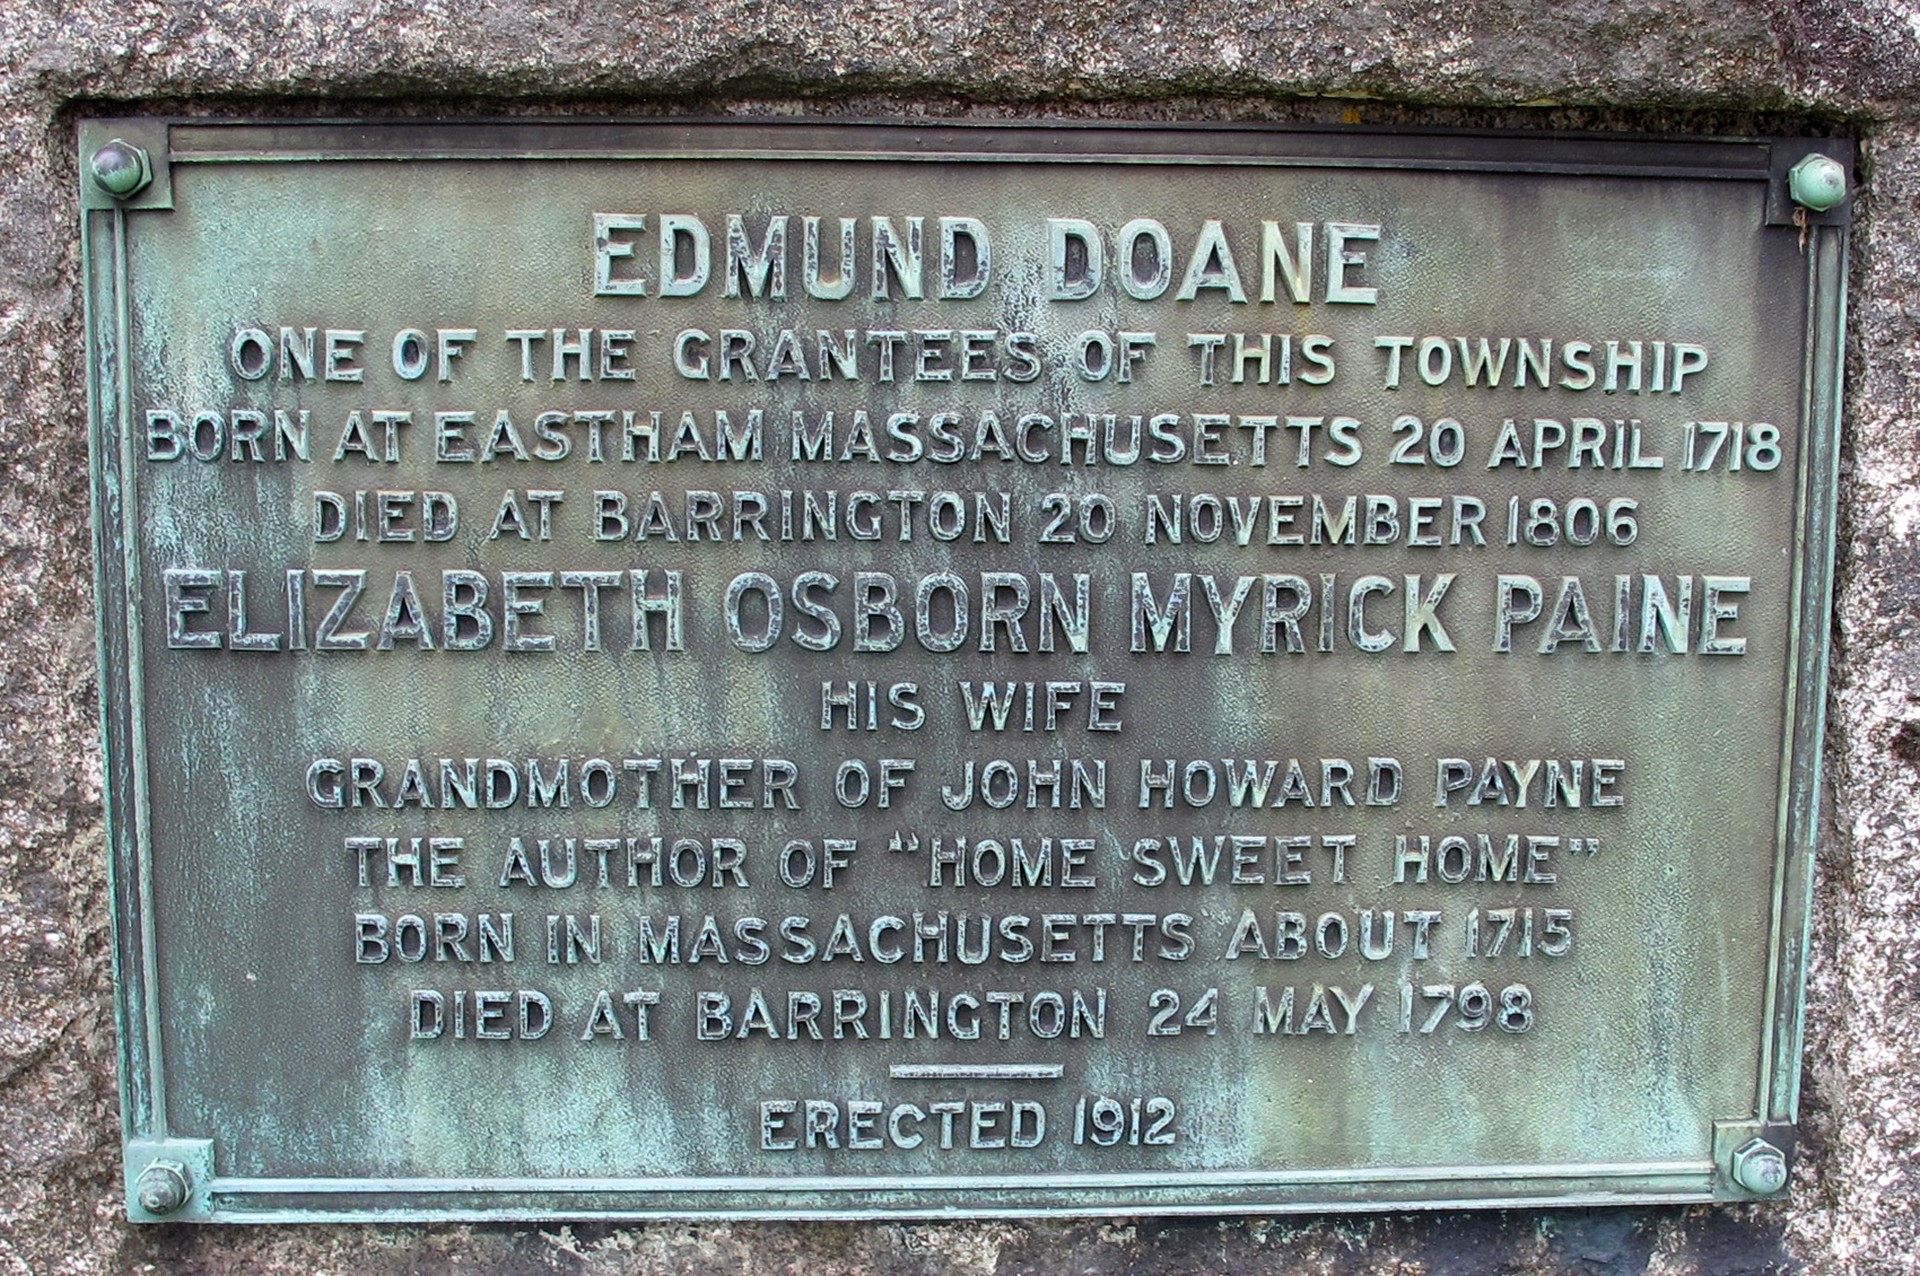 EDMUND DOANE
ONE OF THE GRANTEES OF THIS TOWNSHIP
BORN AT EASTHAM MASSACHUSETTS 20 APRIL 1718
DIED AT BARRINGTON 20 NOVEMBER 1806
ELIZABETH OSBORN MYRICK PAINE
HIS WIFE
GRANDMOTHER OF JOHN HOWARD PAYNE
THE AUTHOR OF "HOME SWEET HOME"
BORN IN MASSACHUSETTS ABOUT 1715
DIED AT BARRINGTON 24 MAY 1798
ERECTED 1912